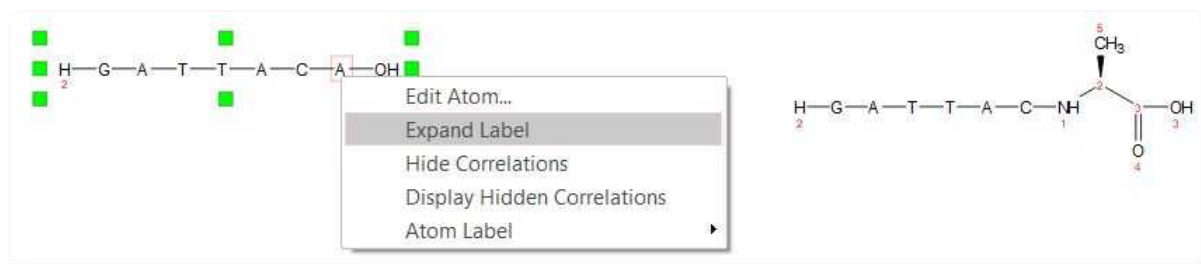 H—G—A—T—T—A—C—A—OH
2
Edit Atom...
Expand Label
Hide Correlations
Display Hidden Correlations
Atom Label
5
CH3
2
H—G—A—T—T—A—C—NH 3 OH
2 1 3
O
4